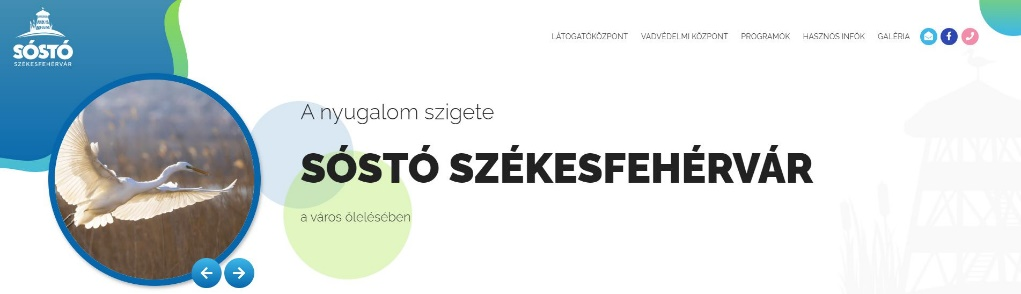 SÓSTÓ
SZÉKESFEHÉRVÁR
LÁTOGATÓKÖZPONT VADVÉDELMI KÖZPONT PROGRAMOK HASZNOS INFÓK GALÉRIA
A nyugalom szigete
SÓSTÓ SZÉKESFEHÉRVÁR
a város ölelésében